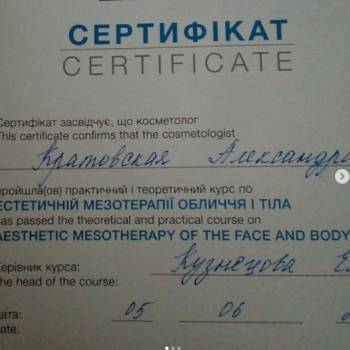 СЕРТИФІКАТ
CERTIFICATE
Сертифікат засвідчує, що косметолог
This certificate confirms that the cosmetologist
Кратовская Александра
пройшла(ов) практичний і теоретичний курс по
ЕСТЕТИЧНІЙ МЕЗОТЕРАПІЇ ОБЛИЧЧЯ І ТІЛА
has passed the theoretical and practical course on
AESTHETIC MESOTHERAPY OF THE FACE AND BODY
Керівник курса: Кузнецова
The head of the course:
Дата: 05 06
Date: